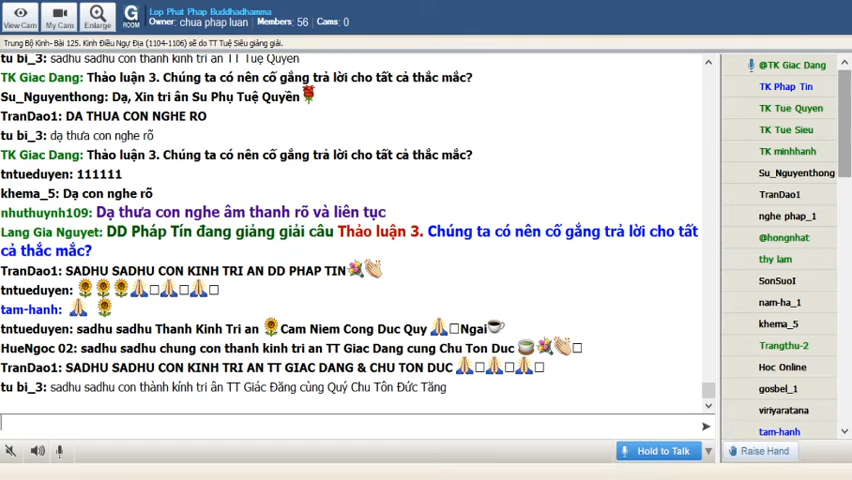 Lop Phat Phap Buddhadhamma
Owner: chua phap luan Members: 56 Cams: 0
View Cam My Cam Enlarge G ROOM
Trung Bộ Kinh- Bài 125. Kinh Điều Ngự Địa (1104-1106) sẽ do TT Tuệ Siêu giảng giải.
tu bi_3: sadhu sadhu con thành kính tri ân TT Tuệ Quyền
TK Giac Dang: Thảo luận 3. Chúng ta có nên cố gắng trả lời cho tất cả thắc mắc?
Su_Nguyenthong: Dạ, Xin tri ân Su Phụ Tuệ Quyền
TranDao1: DA THUA CON NGHE RO
tu bi_3: dạ thưa con nghe rõ
TK Giac Dang: Thảo luận 3. Chúng ta có nên cố gắng trả lời cho tất cả thắc mắc?
tntueduyen: 111111
khema_5: Dạ con nghe rõ
nhuthuynh109: Dạ thưa con nghe âm thanh rõ và liên tục
Lang Gia Nguyet: DD Pháp Tín đang giảng giải câu Thảo luận 3. Chúng ta có nên cố gắng trả lời cho tất
cả thắc mắc?
TranDao1: SADHU SADHU CON KINH TRI AN DD PHAP TIN
tntueduyen:
tam-hanh:
tntueduyen: sadhu sadhu Thanh Kinh Tri an Cam Niem Cong Duc Quy Ngai
HueNgoc 02: sadhu sadhu chung con thanh kinh tri an TT Giac Dang cung Chu Ton Duc
TranDao1: SADHU SADHU CON KINH TRI AN TT GIAC DANG & CHU TON DUC
tu bi_3: sadhu sadhu con thành kính tri ân TT Giác Đăng cùng Quý Chư Tôn Đức Tăng
@TK Giac Dang
TK Phap Tin
TK Tue Quyen
TK Tue Sieu
TK minhhanh
Su_Nguyenthong
TranDao1
nghe phap_1
@hongnhat
thy lam
SonSuoI
nam-ha_1
khema_5
Trangthu-2
Hoc Online
gosbel_1
viriyaratana
tam-hanh
Hold to Talk
Raise Hand